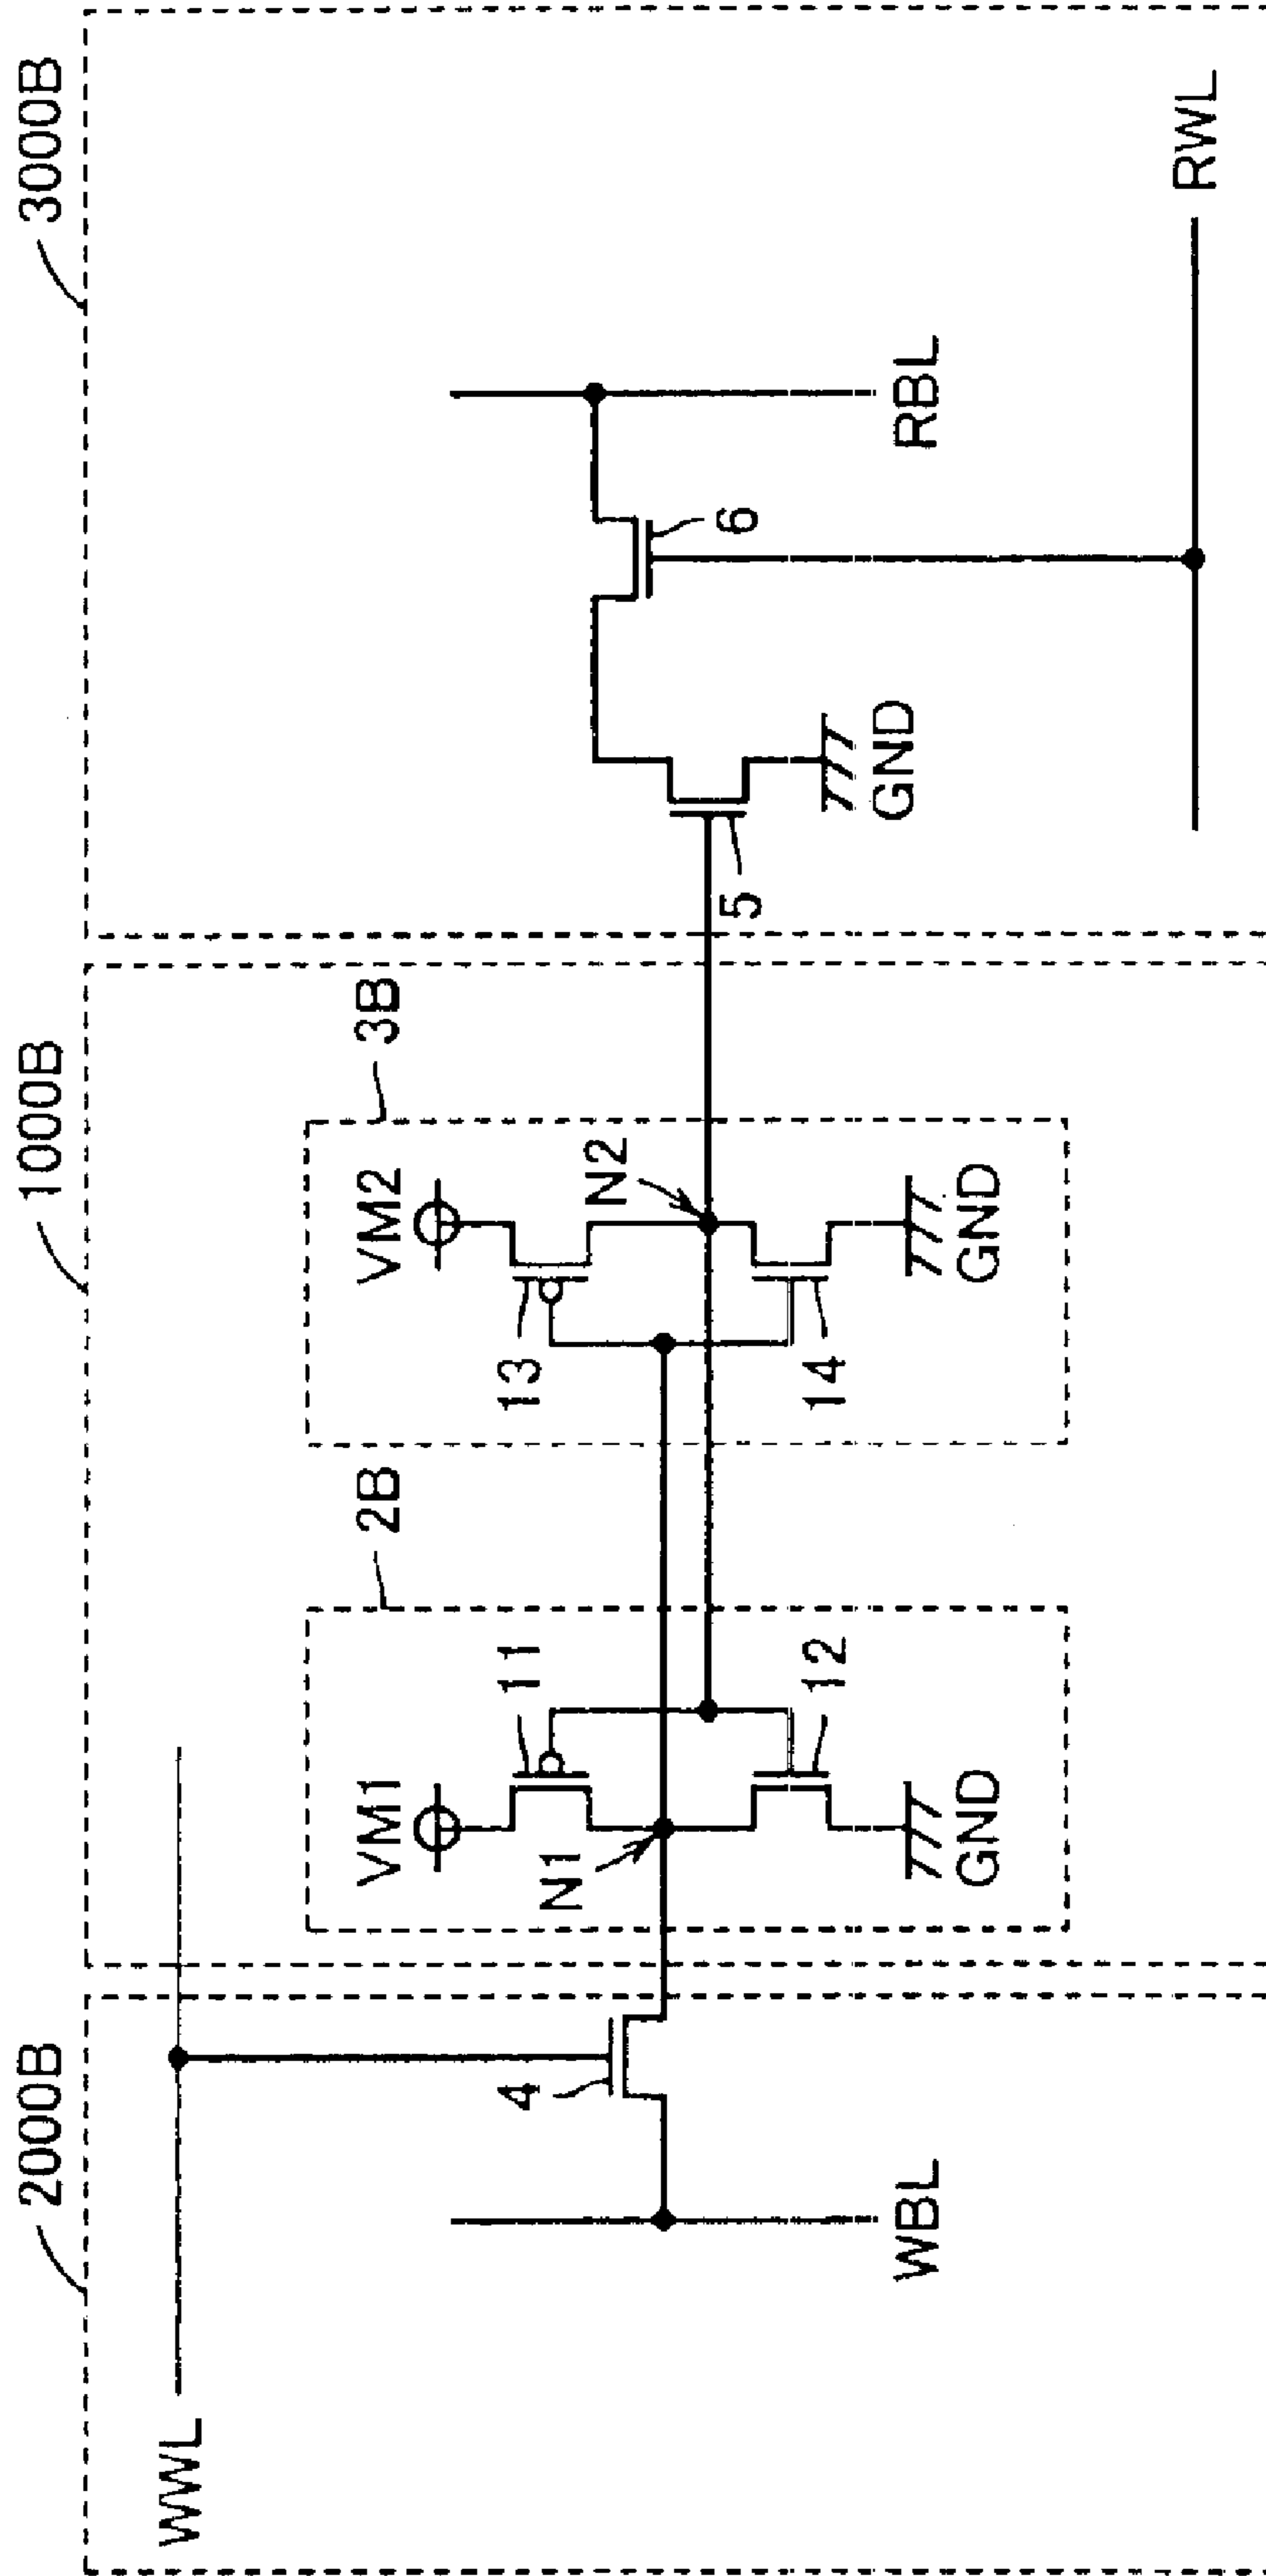 2000B
1000B
3000B
WWL
4
WBL
2B
VM1
11
N1
12
GND
3B
VM2
13
N2
14
GND
5
GND
6
RBL
RWL